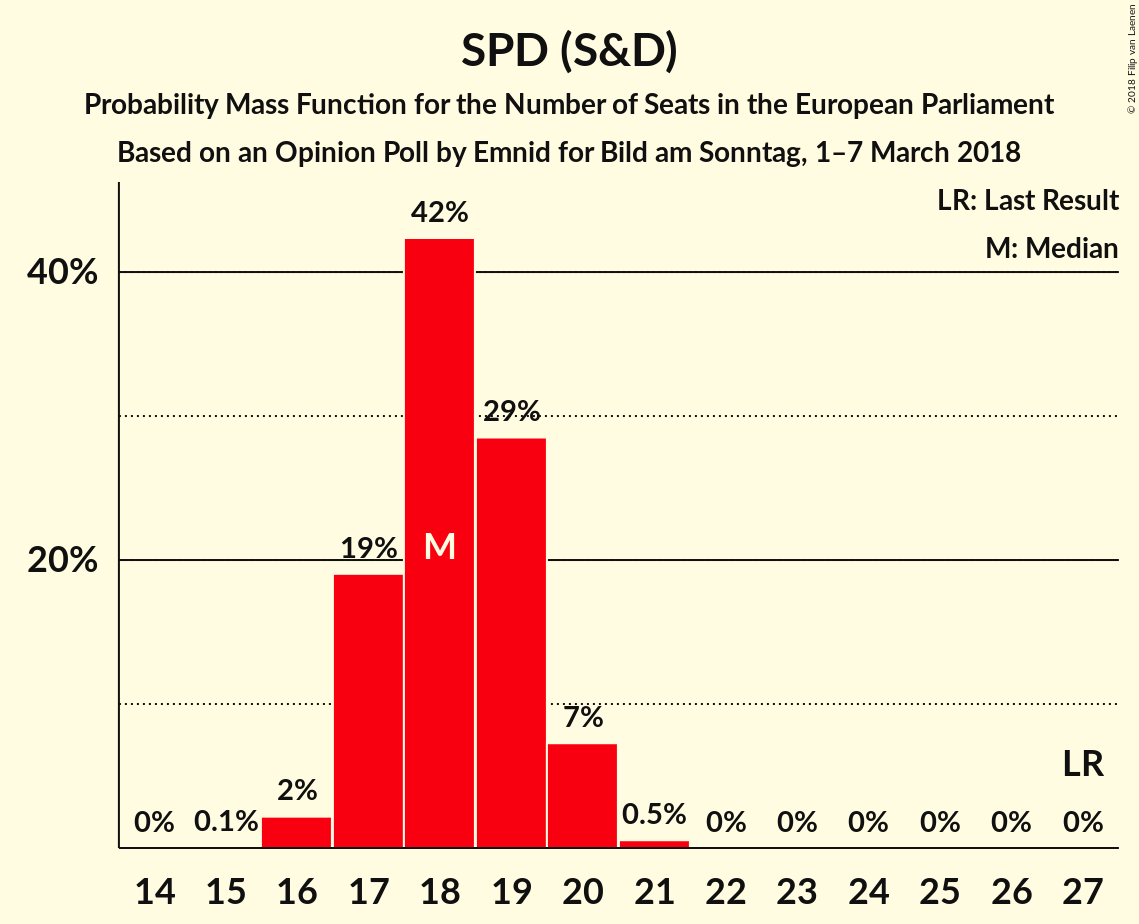 SPD (S&D)
Probability Mass Function for the Number of Seats in the European Parliament
Based on an Opinion Poll by Emnid for Bild am Sonntag, 1–7 March 2018
© 2018 Filip van Laenen
LR: Last Result
M: Median
40%
20%
0% 0.1% 2% 19% 42% 29% 7% 0.5% 0% 0% 0% 0% 0% 0%
M
LR
14 15 16 17 18 19 20 21 22 23 24 25 26 27